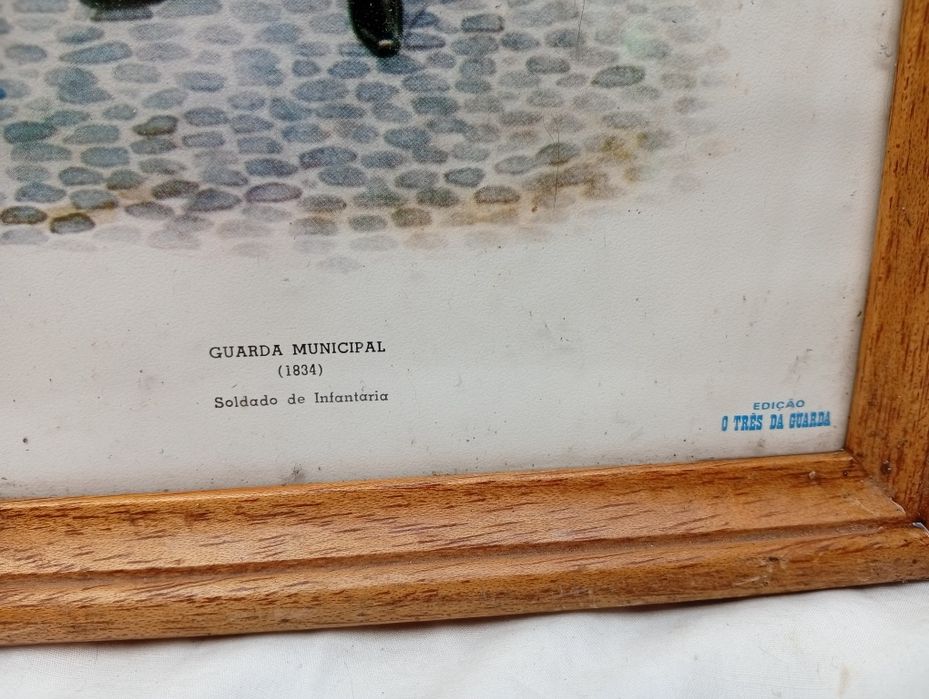 GUARDA MUNICIPAL
(1834)
Soldado de Infantaria
EDIÇÃO
O TRÊS DA GUARDA